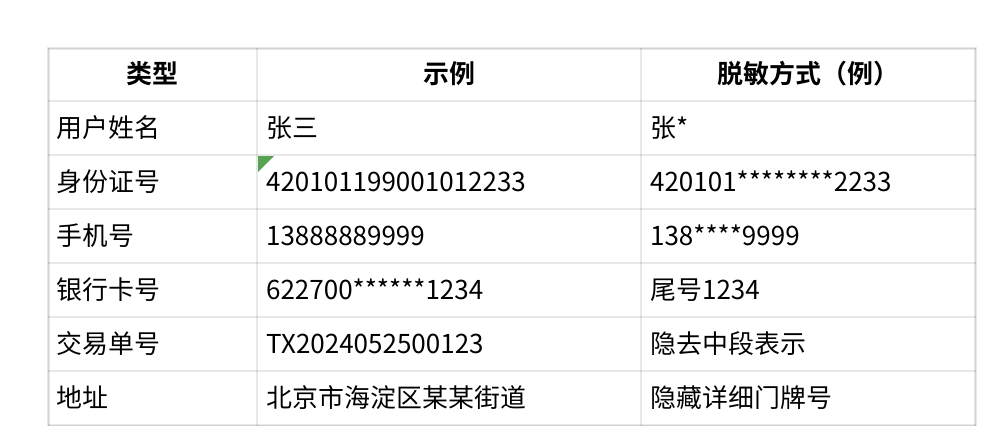 类型 示例 脱敏方式（例）
用户姓名 张三 张*
身份证号 420101199001012233 420101********2233
手机号 13888889999 138****9999
银行卡号 622700******1234 尾号1234
交易单号 TX2024052500123 隐去中段表示
地址 北京市海淀区某某街道 隐藏详细门牌号